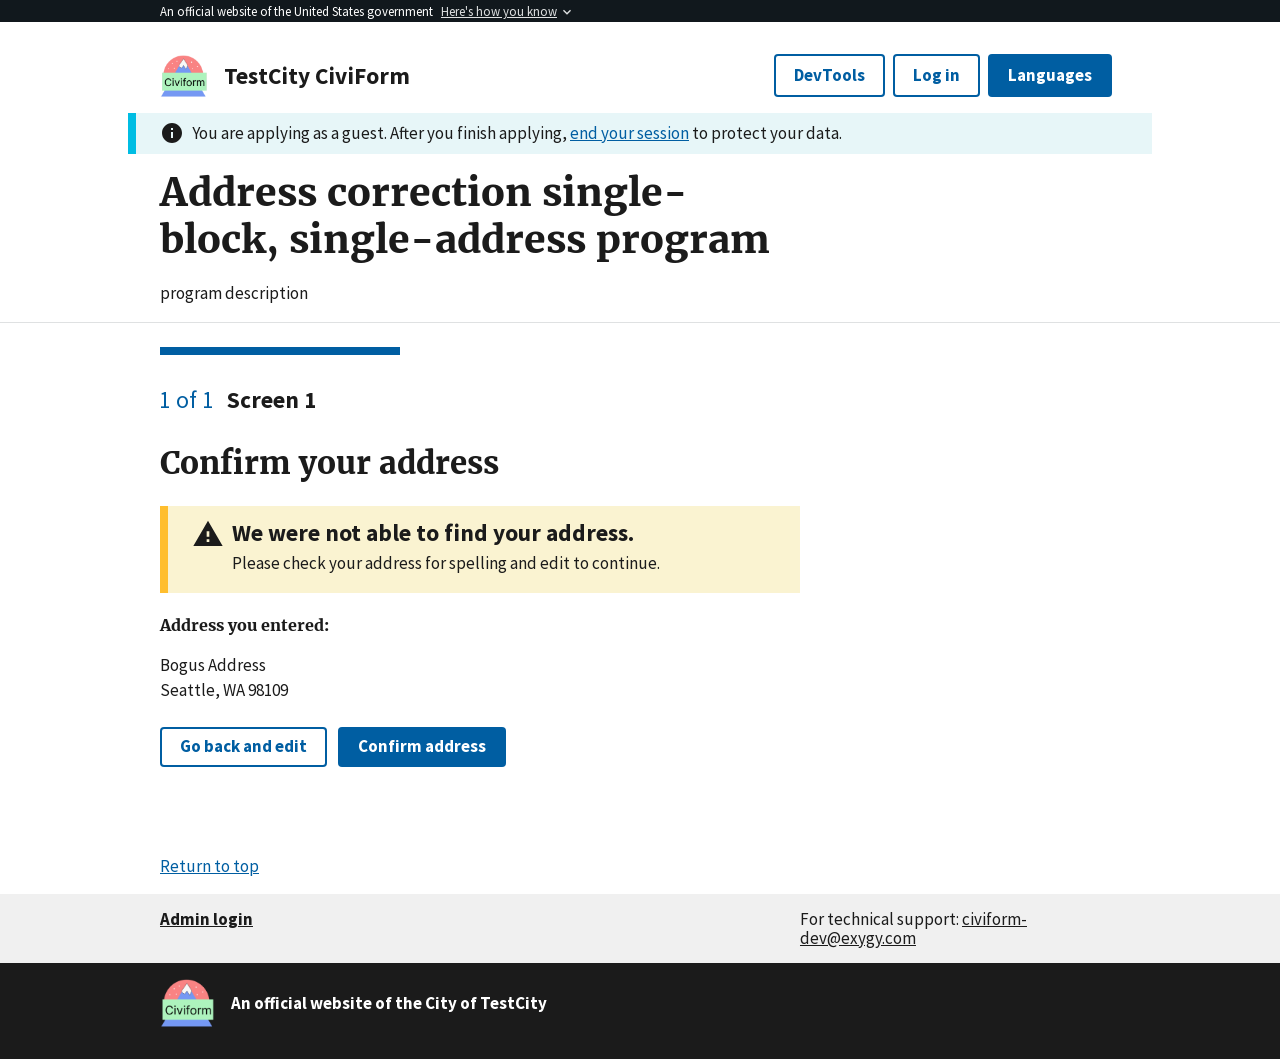 An official website of the United States government Here's how you know
Civiform
TestCity CiviForm
DevTools
Log in
Languages
You are applying as a guest. After you finish applying, end your session to protect your data.
Address correction single-
block, single-address program
program description
1 of 1 Screen 1
Confirm your address
We were not able to find your address.
Please check your address for spelling and edit to continue.
Address you entered:
Bogus Address
Seattle, WA 98109
Go back and edit
Confirm address
Return to top
Admin login
For technical support: civiform-
dev@exygy.com
Civiform
An official website of the City of TestCity